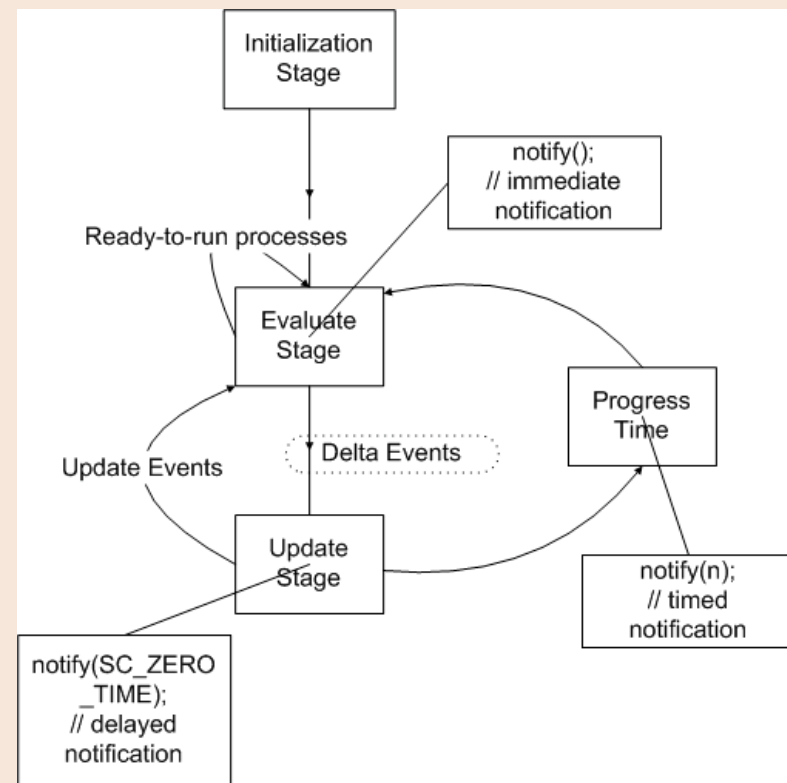 Initialization
Stage
notify();
// immediate
notification
Ready-to-run processes
Evaluate
Stage
Progress
Time
Delta Events
Update Events
Update
Stage
notify(n);
// timed
notification
notify(SC_ZERO
_TIME);
// delayed
notification